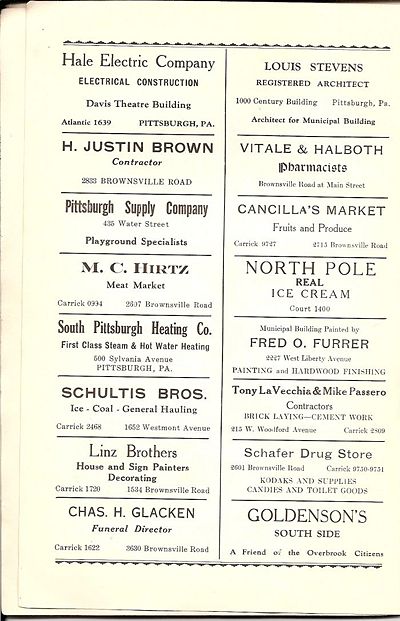 Hale Electric Company
ELECTRICAL CONSTRUCTION
Davis Theatre Building
Atlantic 1639 PITTSBURGH, PA.
H. JUSTIN BROWN
Contractor
2833 BROWNSVILLE ROAD
Pittsburgh Supply Company
435 Water Street
Playground Specialists
M. C. HIRTZ
Meat Market
Carrick 0994 2607 Brownsville Road
South Pittsburgh Heating Co.
First Class Steam & Hot Water Heating
500 Sylvania Avenue
PITTSBURGH, PA.
SCHULTIS BROS.
Ice - Coal - General Hauling
Carrick 2468 1652 Westmont Avenue
Linz Brothers
House and Sign Painters
Decorating
Carrick 1720 1534 Brownsville Road
CHAS. H. GLACKEN
Funeral Director
Carrick 1622 3630 Brownsville Road
LOUIS STEVENS
REGISTERED ARCHITECT
1000 Century Building Pittsburgh, Pa.
Architect for Municipal Building
VITALE & HALBOTH
Pharmacists
Brownsville Road at Main Street
CANCILLA'S MARKET
Fruits and Produce
Carrick 9727 2715 Brownsville Road
NORTH POLE
REAL
ICE CREAM
Court 1400
Municipal Building Painted by
FRED O. FURRER
2227 West Liberty Avenue
PAINTING and HARDWOOD FINISHING
Tony LaVecchia & Mike Passero
Contractors
BRICK LAYING—CEMENT WORK
215 W. Woodford Avenue Carrick 2809
Schafer Drug Store
2601 Brownsville Road Carrick 9750-9751
KODAKS AND SUPPLIES
CANDIES AND TOILET GOODS
GOLDENSON'S
SOUTH SIDE
A Friend of the Overbrook Citizens